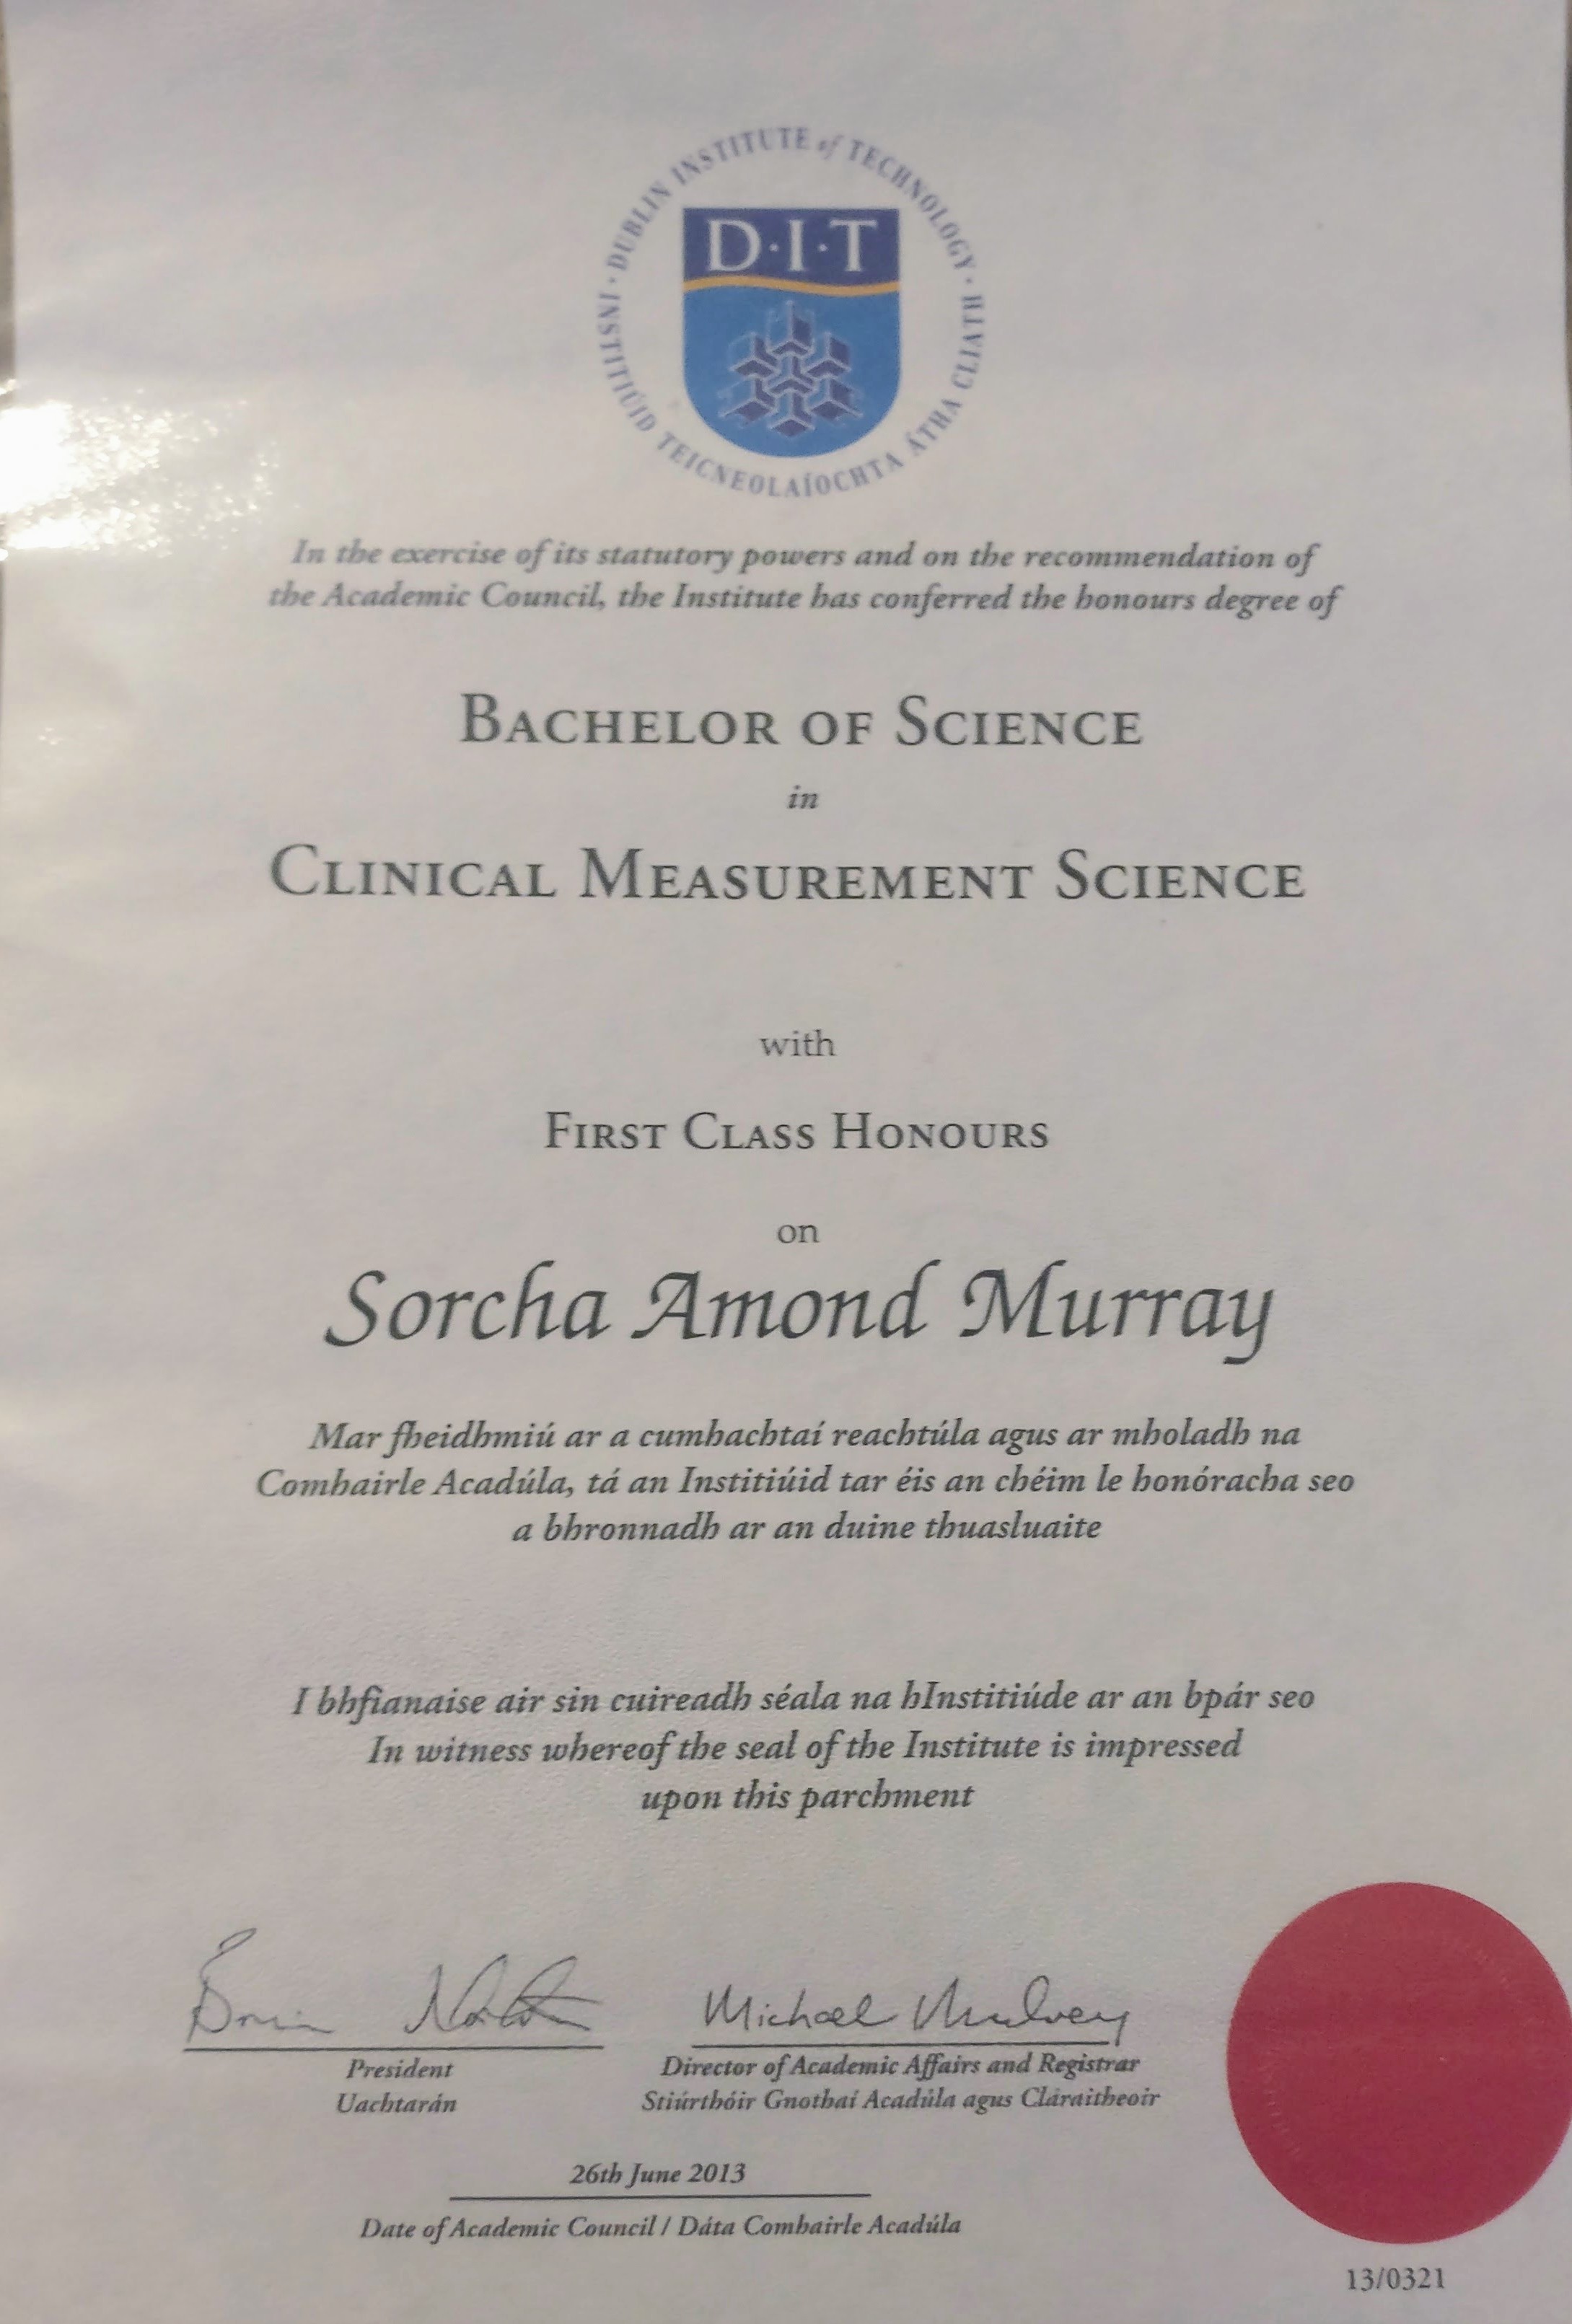 DUBLIN INSTITUTE of TECHNOLOGY · INSTITIÚID TEICNEOLAÍOCHTA ÁTHA CLIATH ·
D·I·T
In the exercise of its statutory powers and on the recommendation of
the Academic Council, the Institute has conferred the honours degree of
BACHELOR OF SCIENCE
in
CLINICAL MEASUREMENT SCIENCE
with
FIRST CLASS HONOURS
on
Sorcha Amond Murray
Mar fheidhmiú ar a cumhachtaí reachtúla agus ar mholadh na
Comhairle Acadúla, tá an Institiúid tar éis an chéim le honóracha seo
a bhronnadh ar an duine thuasluaite
I bhfianaise air sin cuireadh séala na hInstitiúide ar an bpár seo
In witness whereof the seal of the Institute is impressed
upon this parchment
Brian Norton Michael Mulvey
President Director of Academic Affairs and Registrar
Uachtarán Stiúrthóir Gnothaí Acadúla agus Cláraitheoir
26th June 2013
Date of Academic Council / Dáta Comhairle Acadúla
13/0321